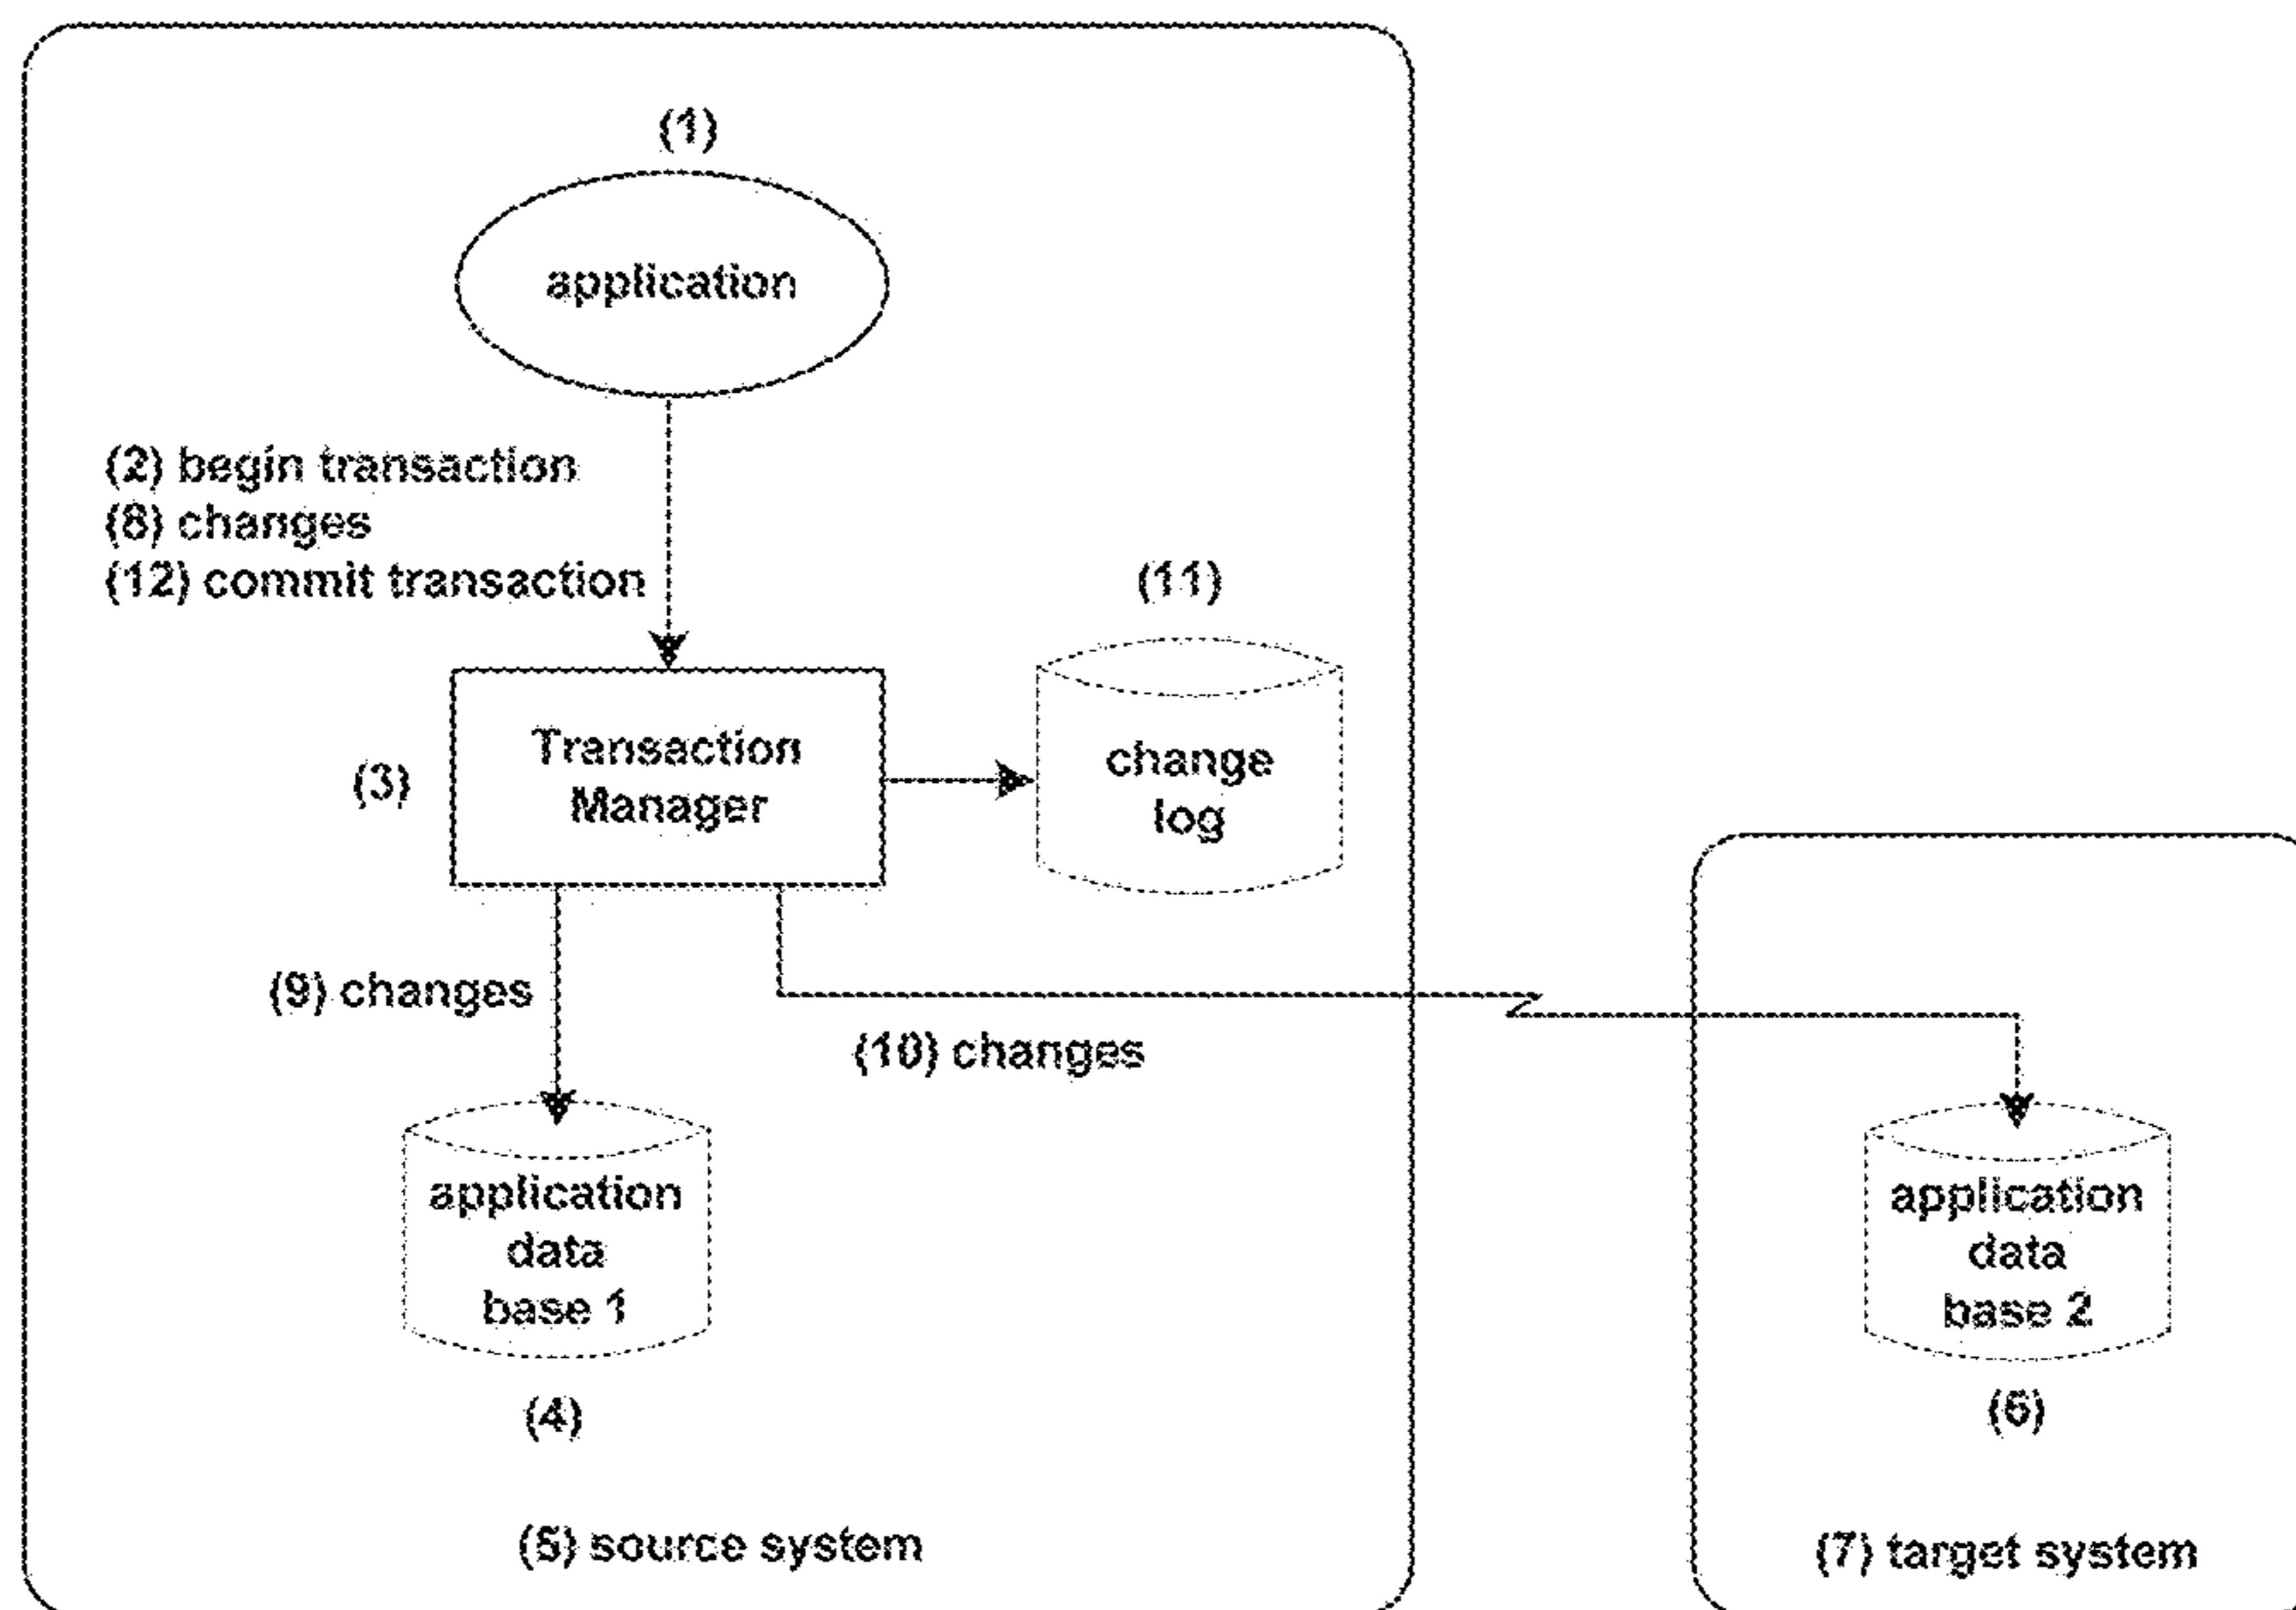 (1)
application
(2) begin transaction
(8) changes
(12) commit transaction
(11)
(3)
Transaction
Manager
change
log
(9) changes
(10) changes
application
data
base 1
(4)
application
data
base 2
(6)
(5) source system
(7) target system